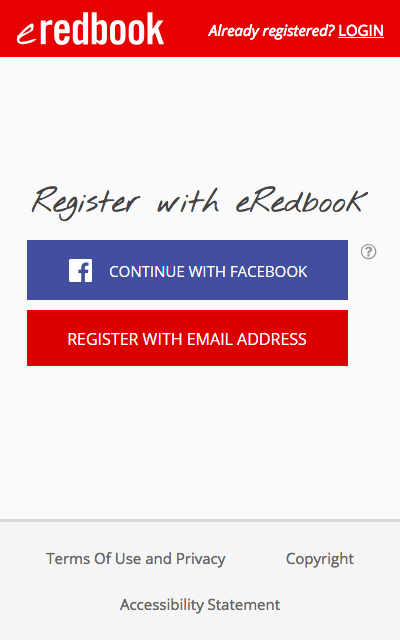 eredbook
Already registered? LOGIN
Register with eRedbook
CONTINUE WITH FACEBOOK
?
REGISTER WITH EMAIL ADDRESS
Terms Of Use and Privacy
Copyright
Accessibility Statement